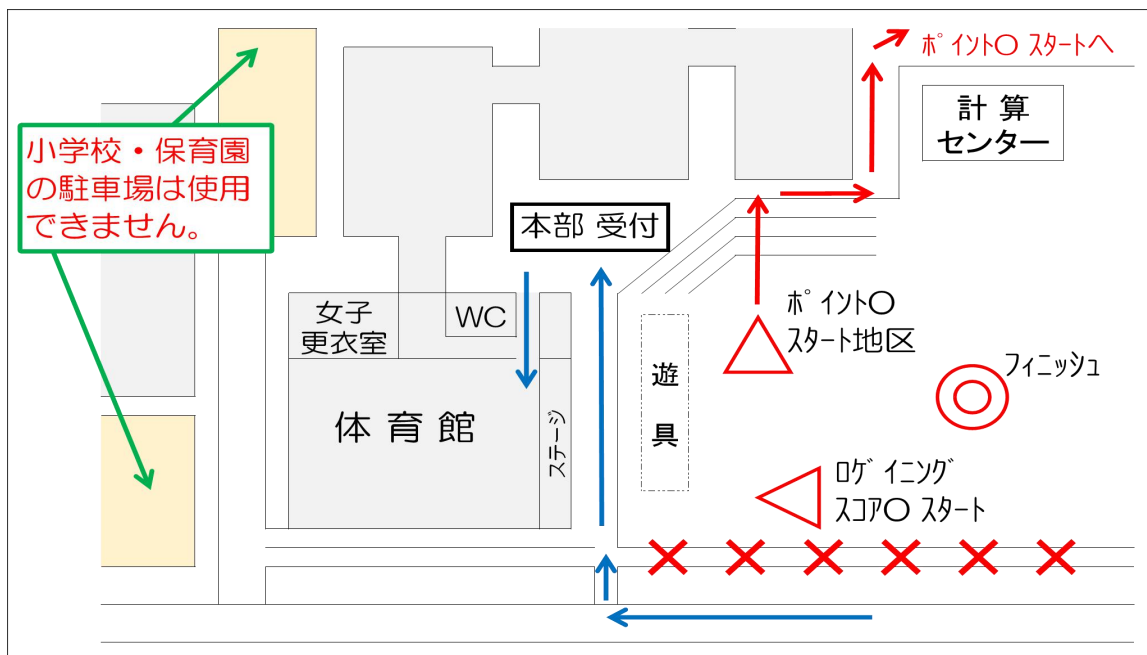 ﾎﾟｲﾝﾄO ｽﾀｰﾄへ
計 算
センター
小学校・保育園
の駐車場は使用
できません。
本部 受付
女子
更衣室
WC
ﾎﾟｲﾝﾄO
ｽﾀｰﾄ地区
遊
具
ﾌｨﾆｯｼｭ
体 育 館
ステージ
ﾛｹﾞｲﾆﾝｸﾞ
ｽｺｱO ｽﾀｰﾄ